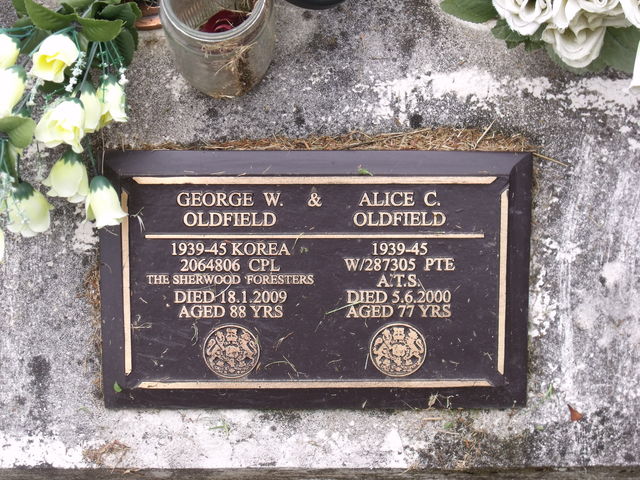 GEORGE W. & ALICE C.
OLDFIELD OLDFIELD
1939-45 KOREA 1939-45
2064806 CPL W/287305 PTE
THE SHERWOOD FORESTERS A.T.S.
DIED 18.1.2009 DIED 5.6.2000
AGED 88 YRS AGED 77 YRS